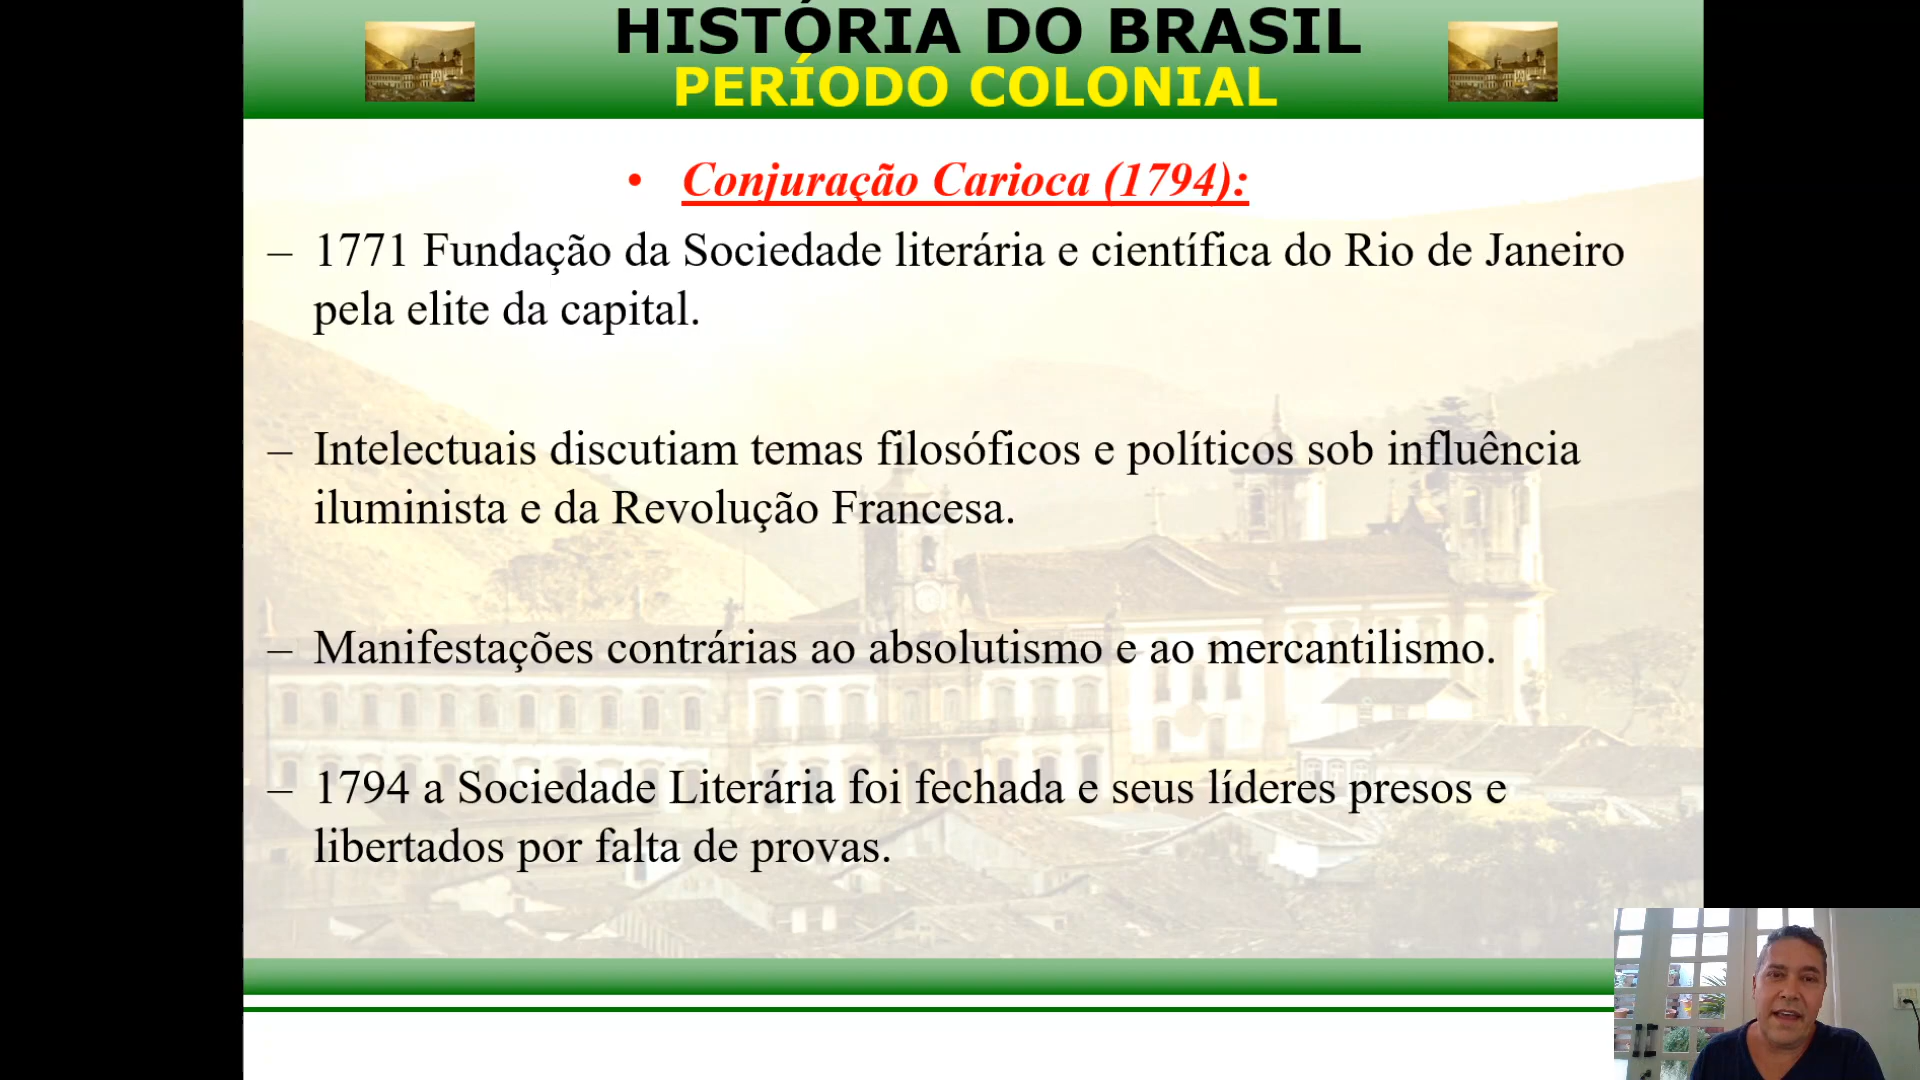 HISTÓRIA DO BRASIL
PERÍODO COLONIAL
• Conjuração Carioca (1794):
– 1771 Fundação da Sociedade literária e científica do Rio de Janeiro
pela elite da capital.
– Intelectuais discutiam temas filosóficos e políticos sob influência
iluminista e da Revolução Francesa.
– Manifestações contrárias ao absolutismo e ao mercantilismo.
– 1794 a Sociedade Literária foi fechada e seus líderes presos e
libertados por falta de provas.